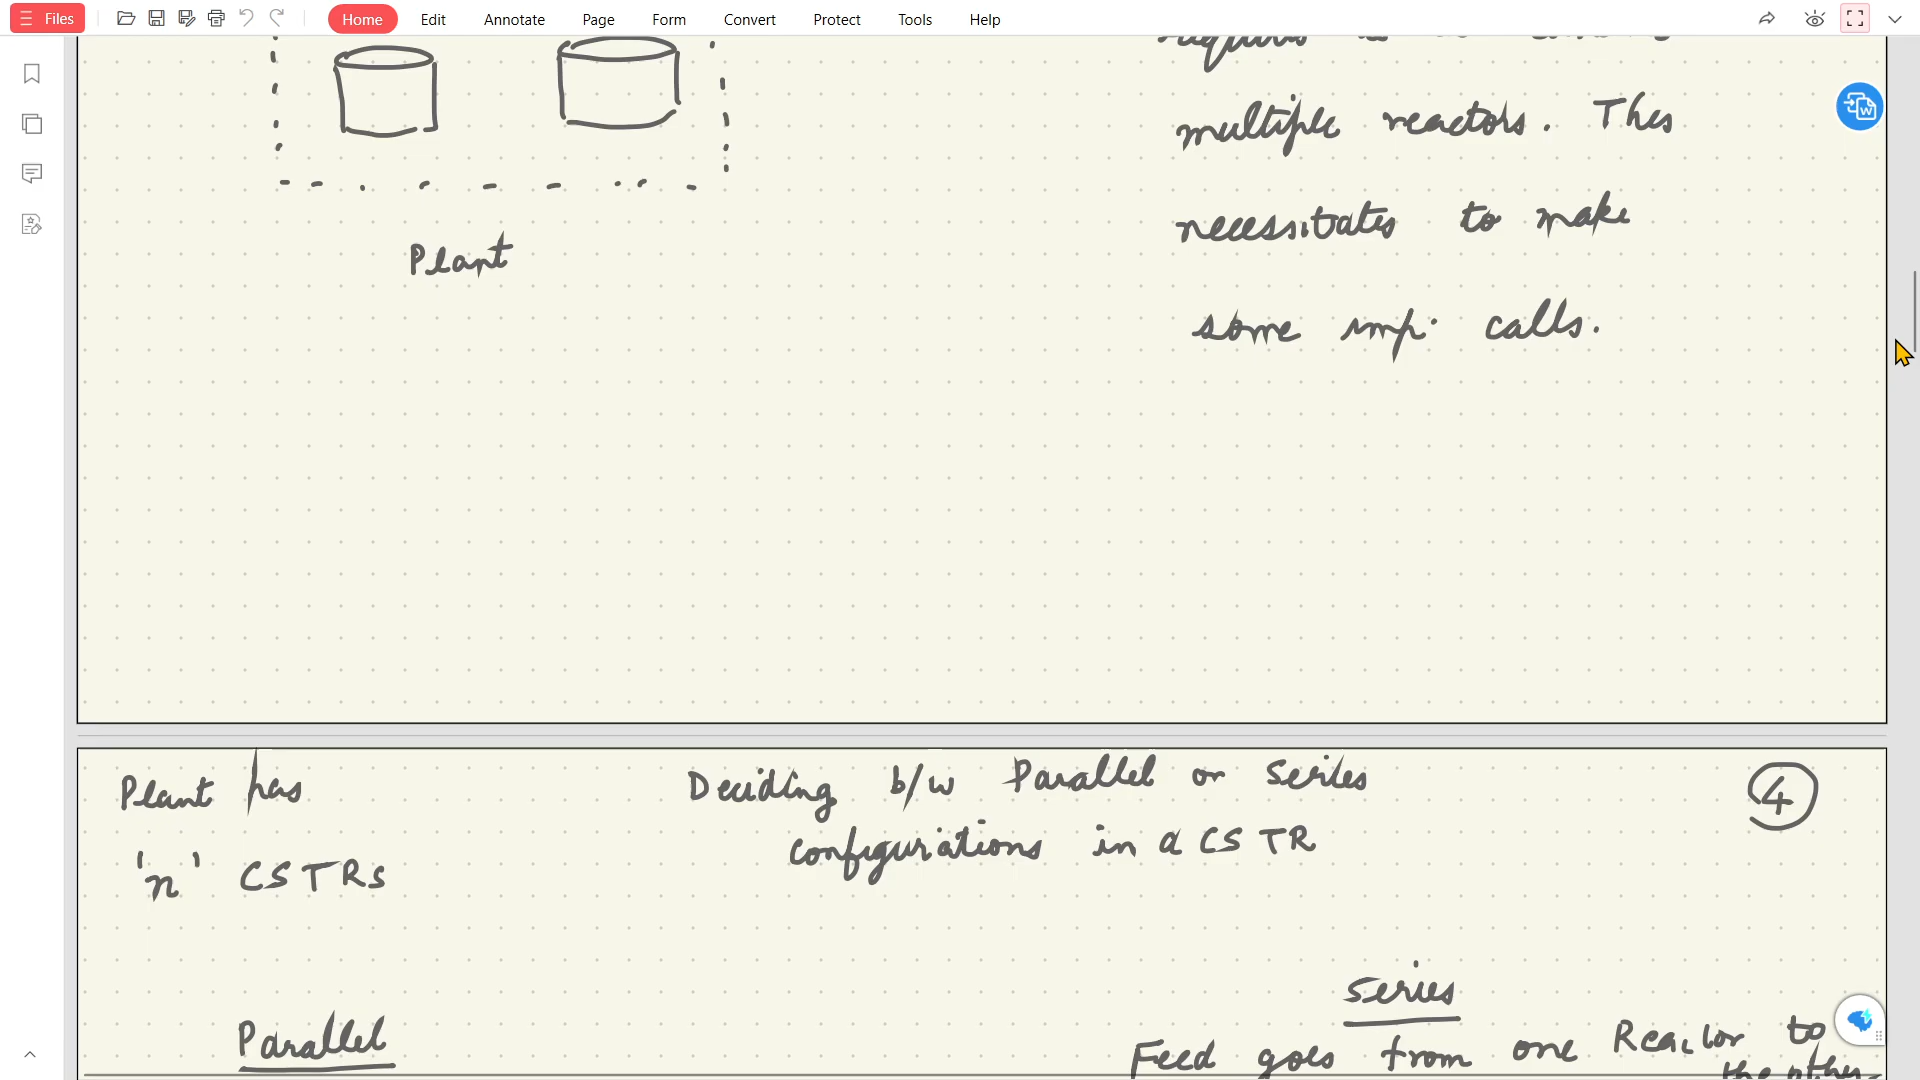 Files Home Edit Annotate Page Form Convert Protect Tools Help
multiple reactors. This
necessitates to make
some imp. calls.
Plant
Plant has
'n' CSTRs
Deciding b/w Parallel or Series
configurations in a CSTR
4
Parallel
Series
Feed goes from one Reactor to
the other